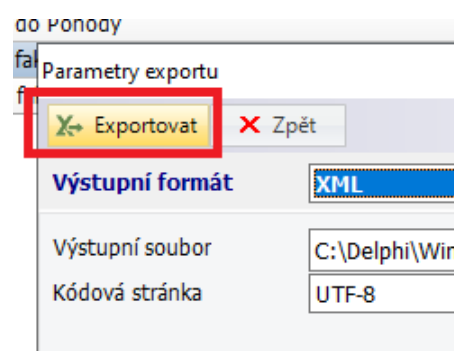 do Pohody
Parametry exportu
Exportovat
Zpět
Výstupní formát XML
Výstupní soubor C:\Delphi\Win
Kódová stránka UTF-8